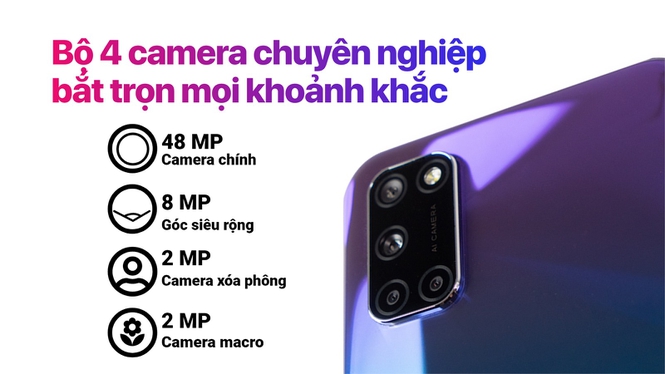 Bộ 4 camera chuyên nghiệp
bắt trọn mọi khoảnh khắc
48 MP
Camera chính
8 MP
Góc siêu rộng
2 MP
Camera xóa phông
2 MP
Camera macro
AI CAMERA